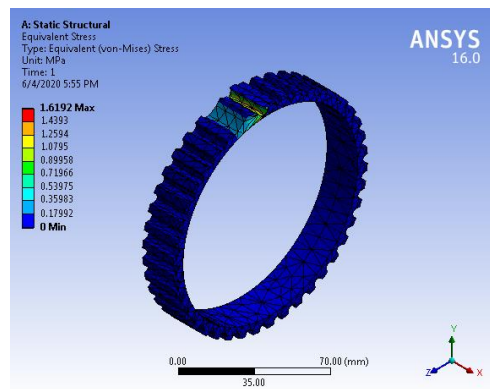 A: Static Structural
Equivalent Stress
Type: Equivalent (von-Mises) Stress
Unit: MPa
Time: 1
6/4/2020 5:55 PM
ANSYS
16.0
1.6192 Max
1.4393
1.2594
1.0795
0.89958
0.71966
0.53975
0.35983
0.17992
0 Min
0.00
70.00 (mm)
35.00
Y
Z
X